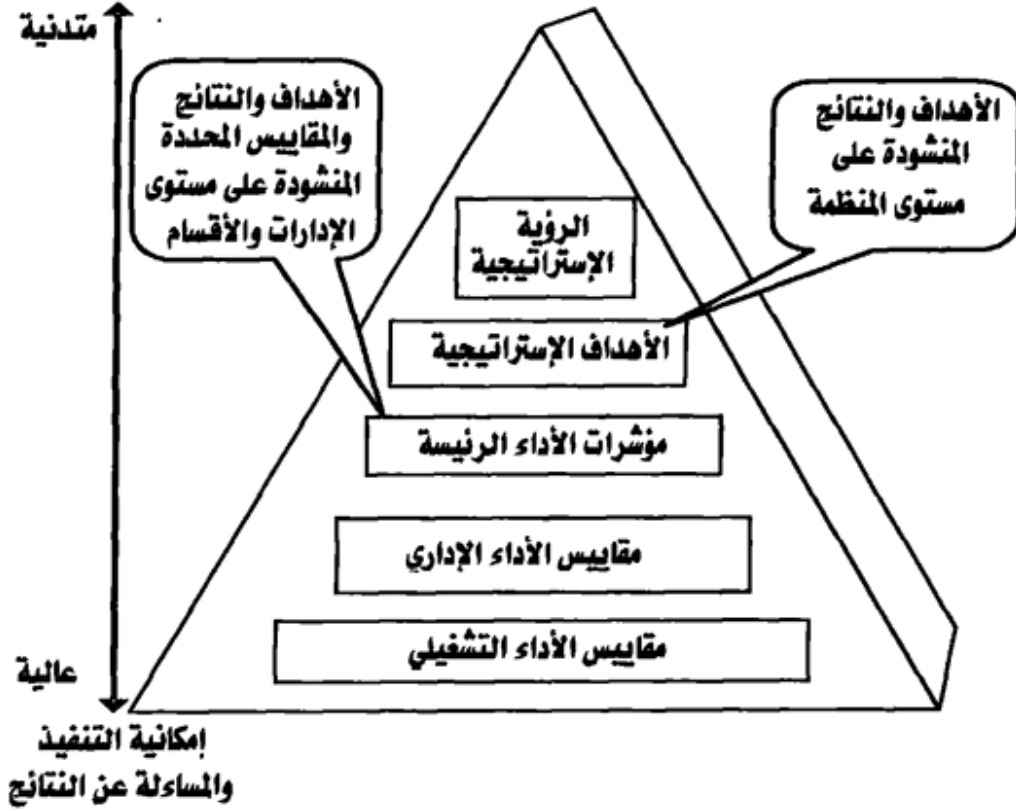 متدنية
الأهداف والنتائج
والمقاييس المحددة
المنشودة على مستوى
الإدارات والأقسام
الأهداف والنتائج
المنشودة على
مستوى المنظمة
الرؤية
الإستراتيجية
الأهداف الإستراتيجية
مؤشرات الأداء الرئيسة
مقاييس الأداء الإداري
مقاييس الأداء التشغيلي
عالية
إمكانية التنفيذ
والمساءلة عن النتائج